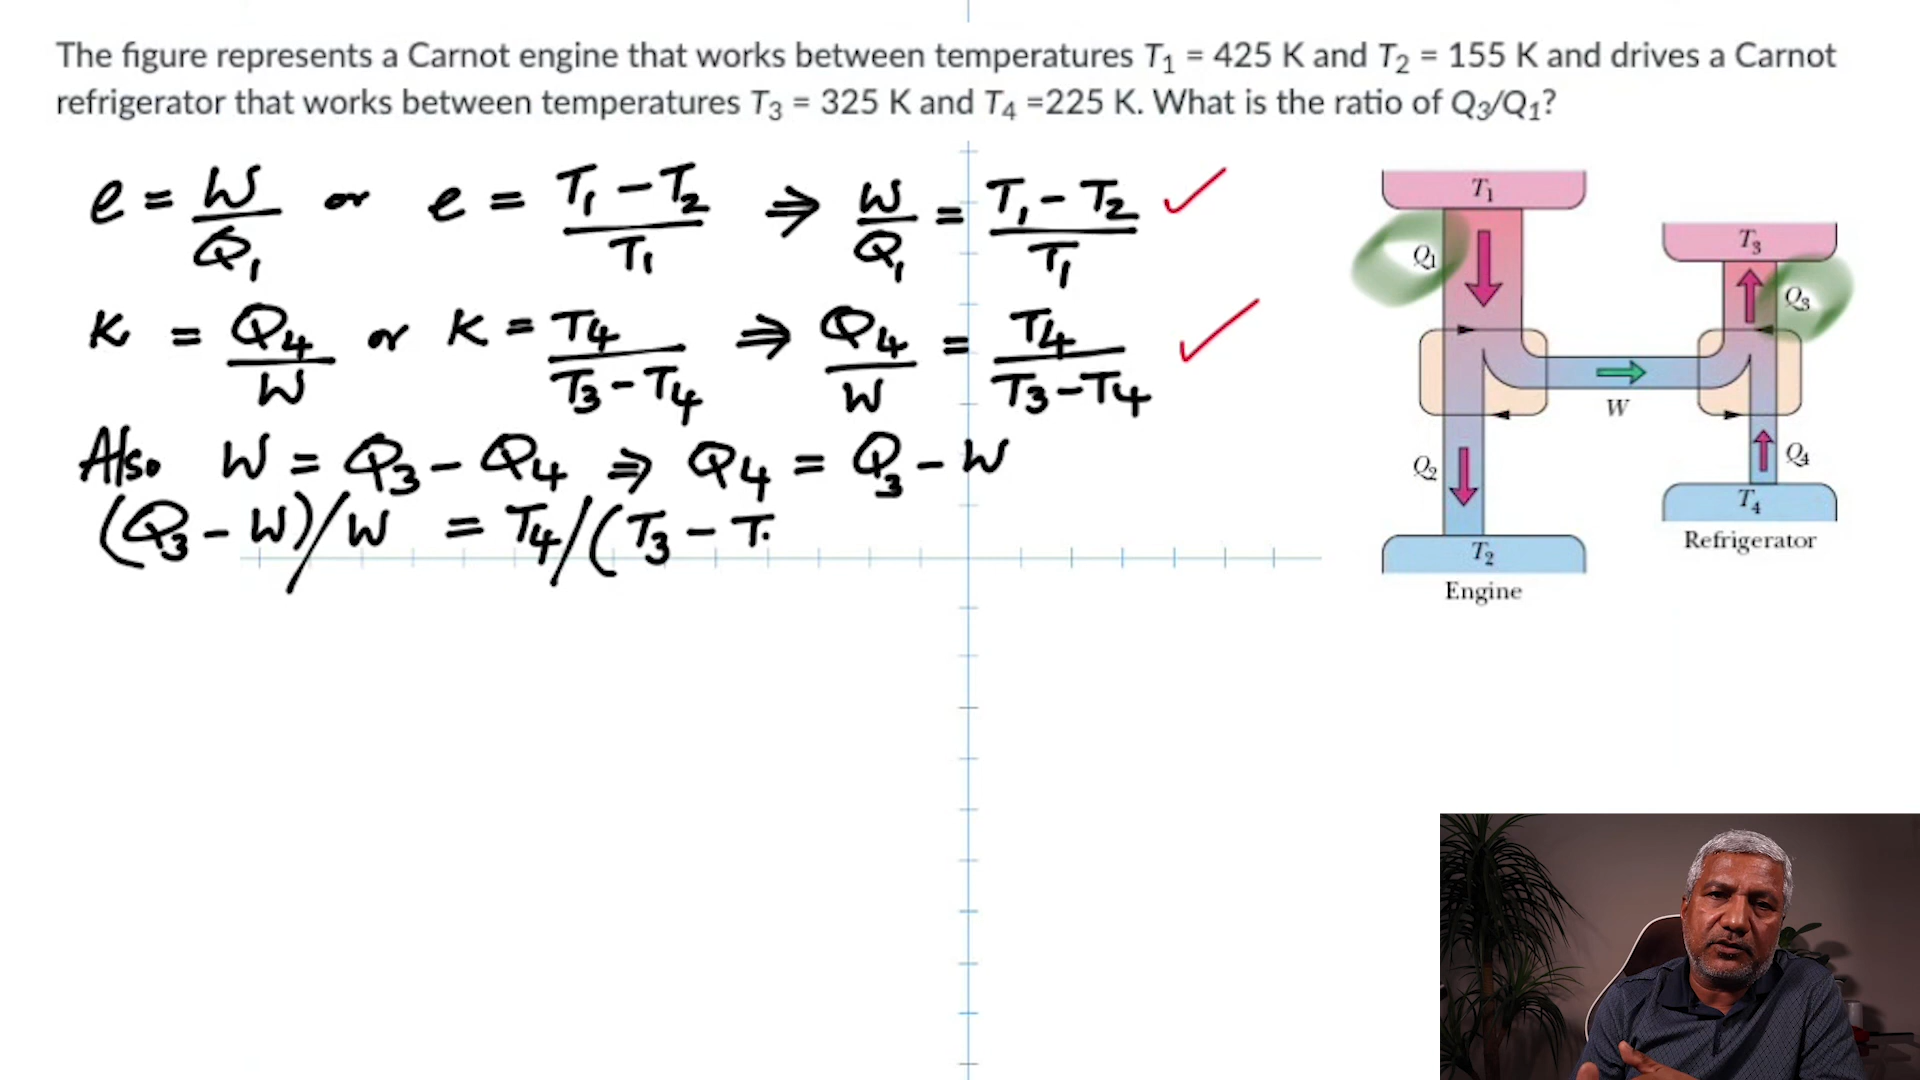 The figure represents a Carnot engine that works between temperatures T₁ = 425 K and T₂ = 155 K and drives a Carnot
refrigerator that works between temperatures T₃ = 325 K and T₄ =225 K. What is the ratio of Q₃/Q₁?
e = W/Q₁ or e = (T₁ - T₂)/T₁ ⇒ W/Q₁ = (T₁ - T₂)/T₁ ✓
K = Q₄/W or K = T₄/(T₃ - T₄) ⇒ Q₄/W = T₄/(T₃ - T₄) ✓
Also W = Q₃ - Q₄ ⇒ Q₄ = Q₃ - W
(Q₃ - W)/W = T₄/(T₃ - T
T₁
Q₁
Q₂
T₂
Engine
W
T₃
Q₃
Q₄
T₄
Refrigerator